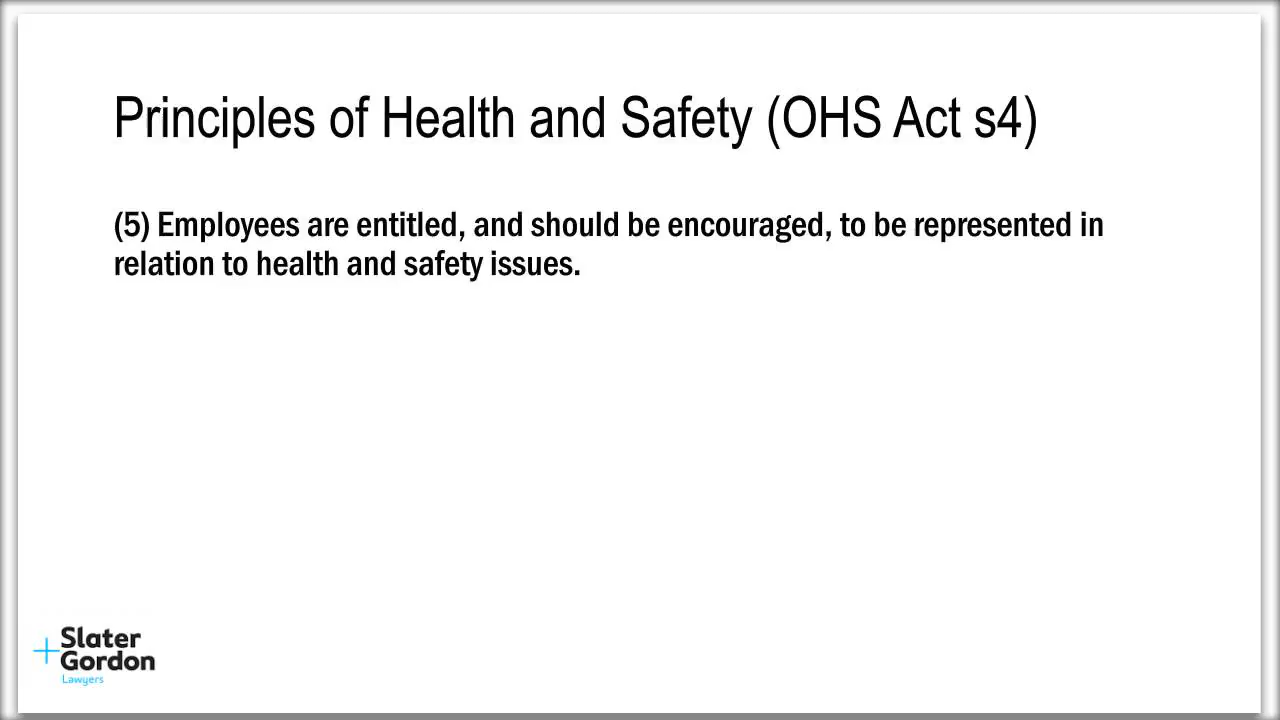 Principles of Health and Safety (OHS Act s4)
(5) Employees are entitled, and should be encouraged, to be represented in
relation to health and safety issues.
Slater
Gordon
Lawyers